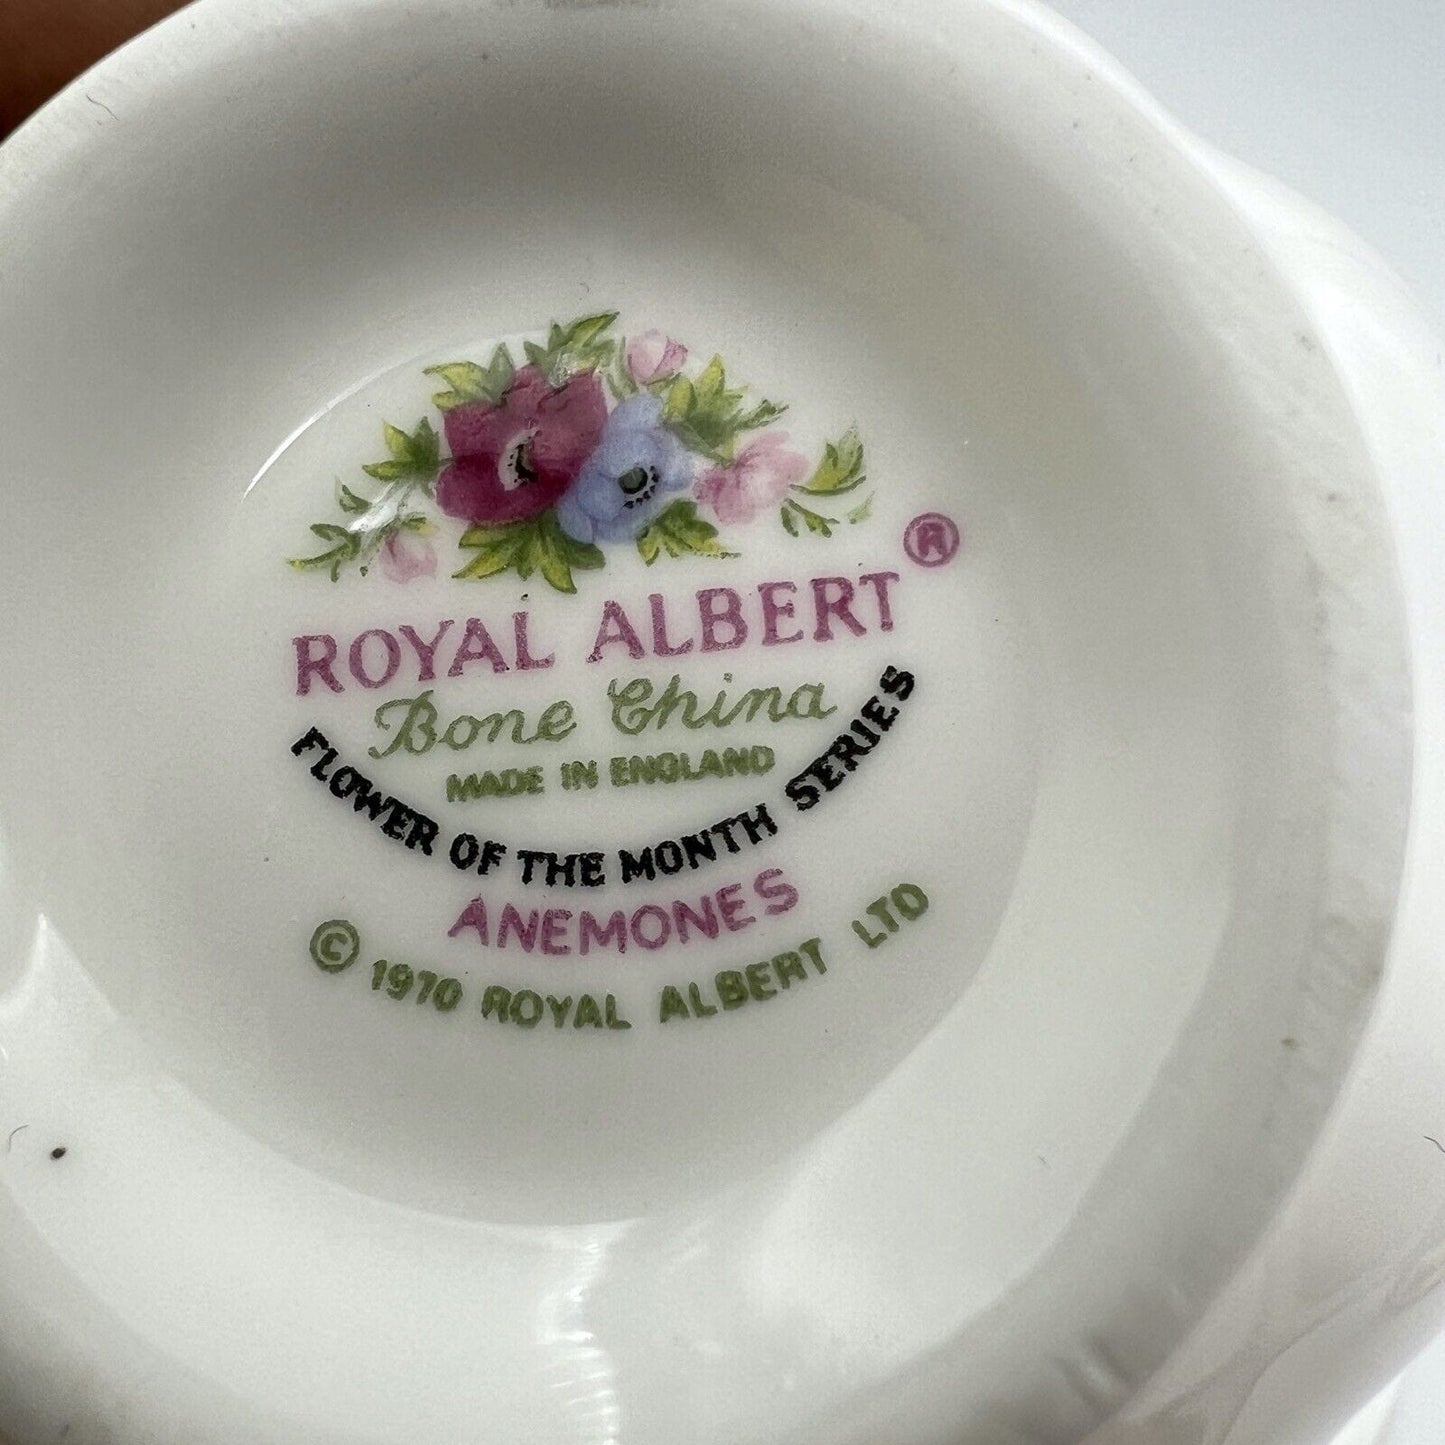 ROYAL ALBERT ®
Bone China
MADE IN ENGLAND
FLOWER OF THE MONTH SERIES
ANEMONES
© 1970 ROYAL ALBERT LTD